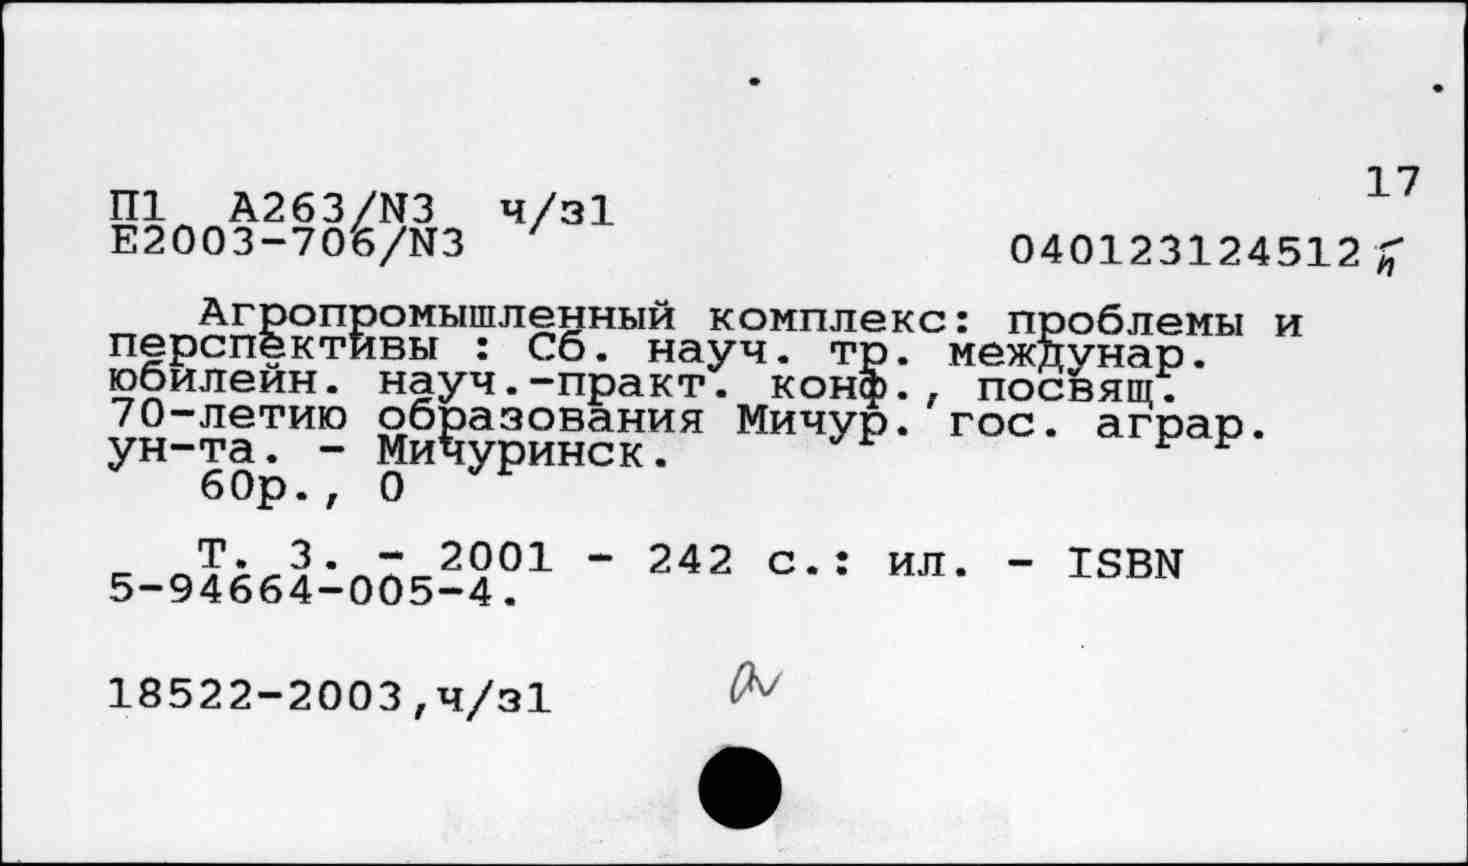 17
П1 А263/N3 ч/з1
Е2003-706/N3
040123124512
Агропромышленный комплекс: проблемы и
перспективы : Сб. науч. тр. междунар.
юбилейн. науч.-практ. конф., посвящ.
70-летию образования Мичур. гос. аграр.
ун-та. - Мичуринск.
60р., 0
Т. 3. - 2001 - 242 с.: ил. - ISBN
5-94664-005-4.
18522-2003,ч/з1